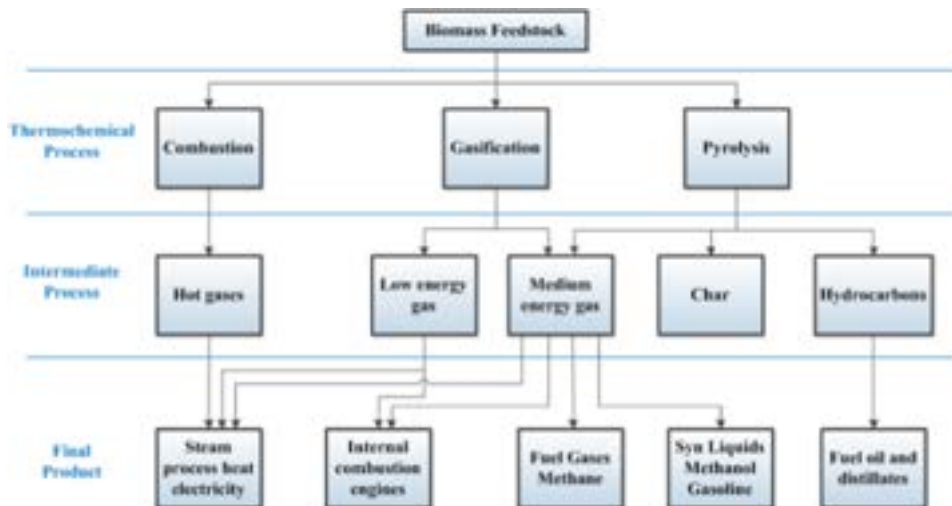 Biomass Feedstock
Thermochemical
Process
Combustion
Gasification
Pyrolysis
Intermediate
Process
Hot gases
Low energy
gas
Medium
energy gas
Char
Hydrocarbons
Final
Product
Steam
process heat
electricity
Internal
combustion
engines
Fuel Gases
Methane
Syn Liquids
Methanol
Gasoline
Fuel oil and
distillates